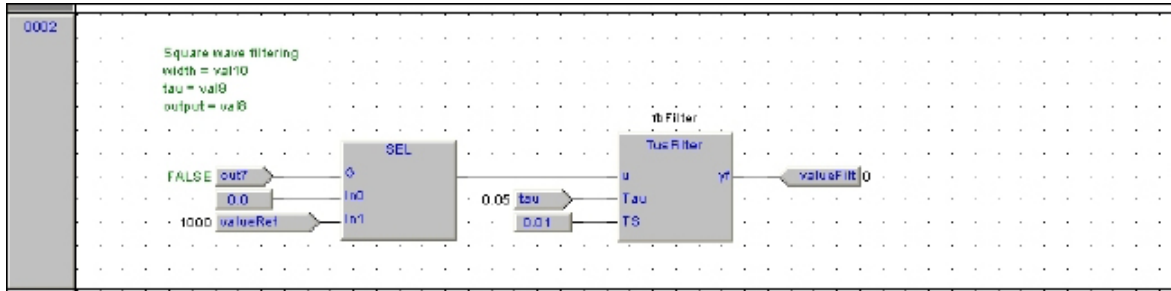 0002
Square wave filtering
width = val10
tau = val9
output = val8
fbFilter
SEL
TusFilter
FALSE out7 G u yf valueFilt 0
0.0 In0 0.05 tau Tau
1000 valueRef In1 0.01 TS